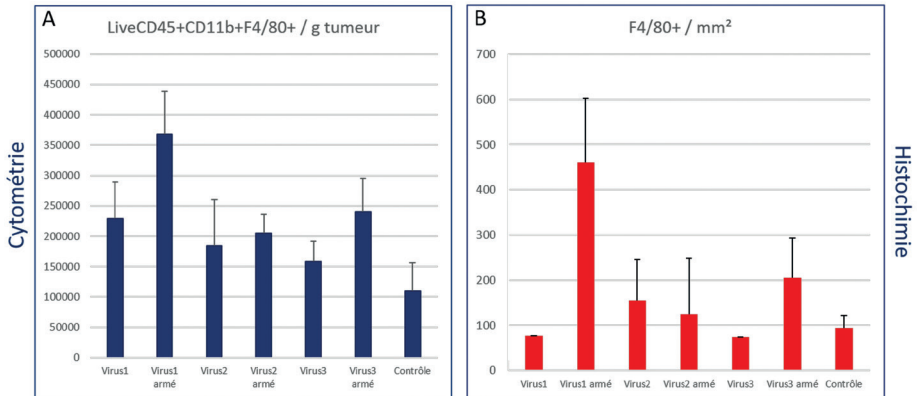 A
LiveCD45+CD11b+F4/80+ / g tumeur
500000
450000
400000
350000
300000
250000
200000
150000
100000
50000
0
Virus1
Virus1 armé
Virus2
Virus2 armé
Virus3
Virus3 armé
Contrôle
Cytométrie
B
F4/80+ / mm²
700
600
500
400
300
200
100
0
Virus1
Virus1 armé
Virus2
Virus2 armé
Virus3
Virus3 armé
Contrôle
Histochimie